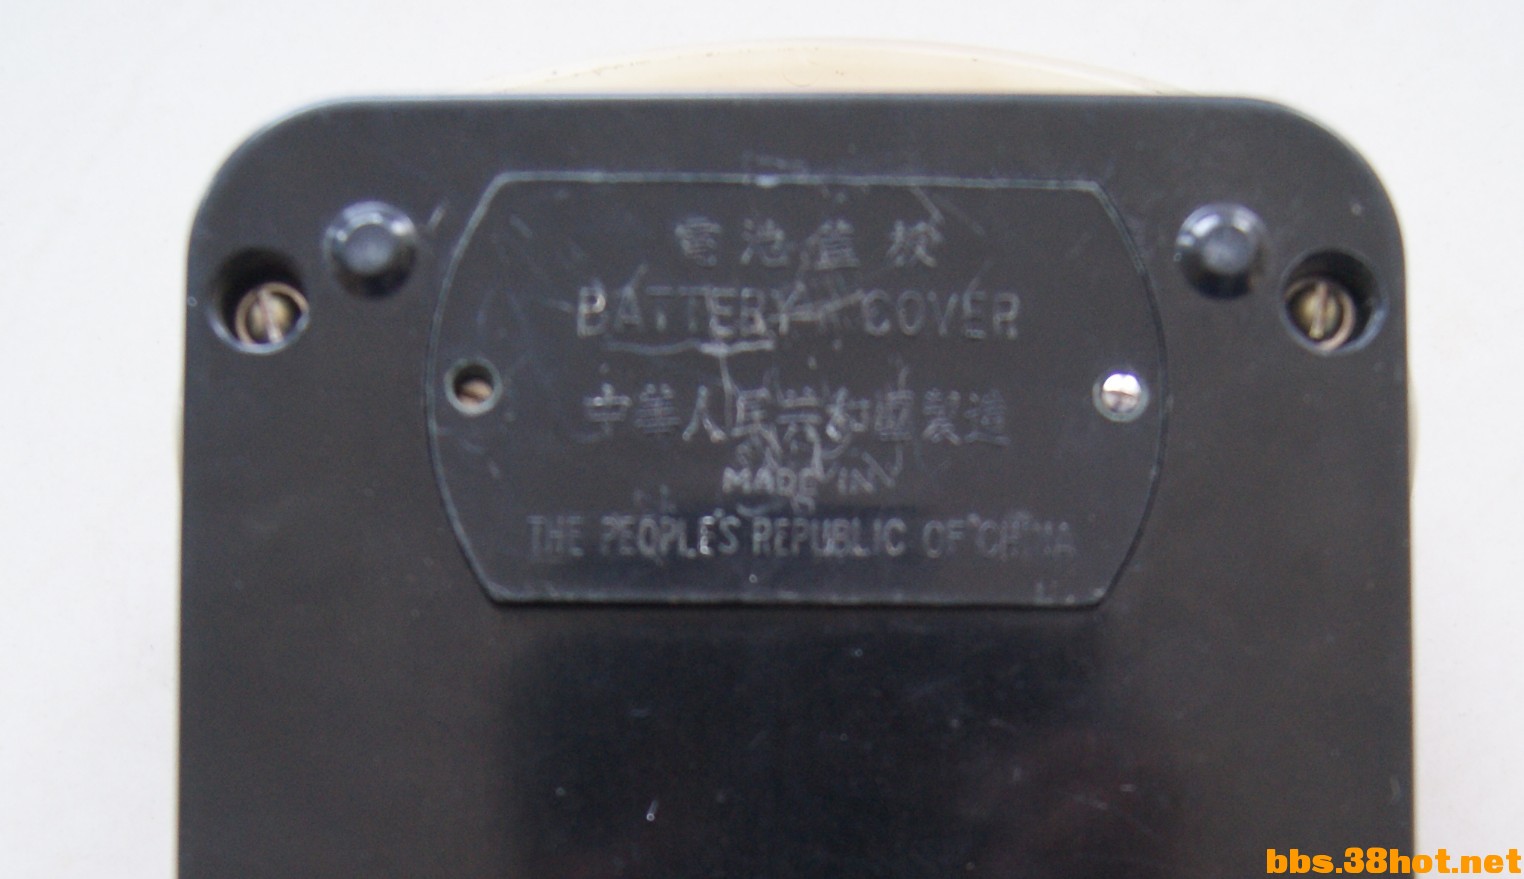 電池蓋板
BATTERY COVER
中華人民共和國製造
MADE IN
THE PEOPLE'S REPUBLIC OF CHINA
bbs.38hot.net